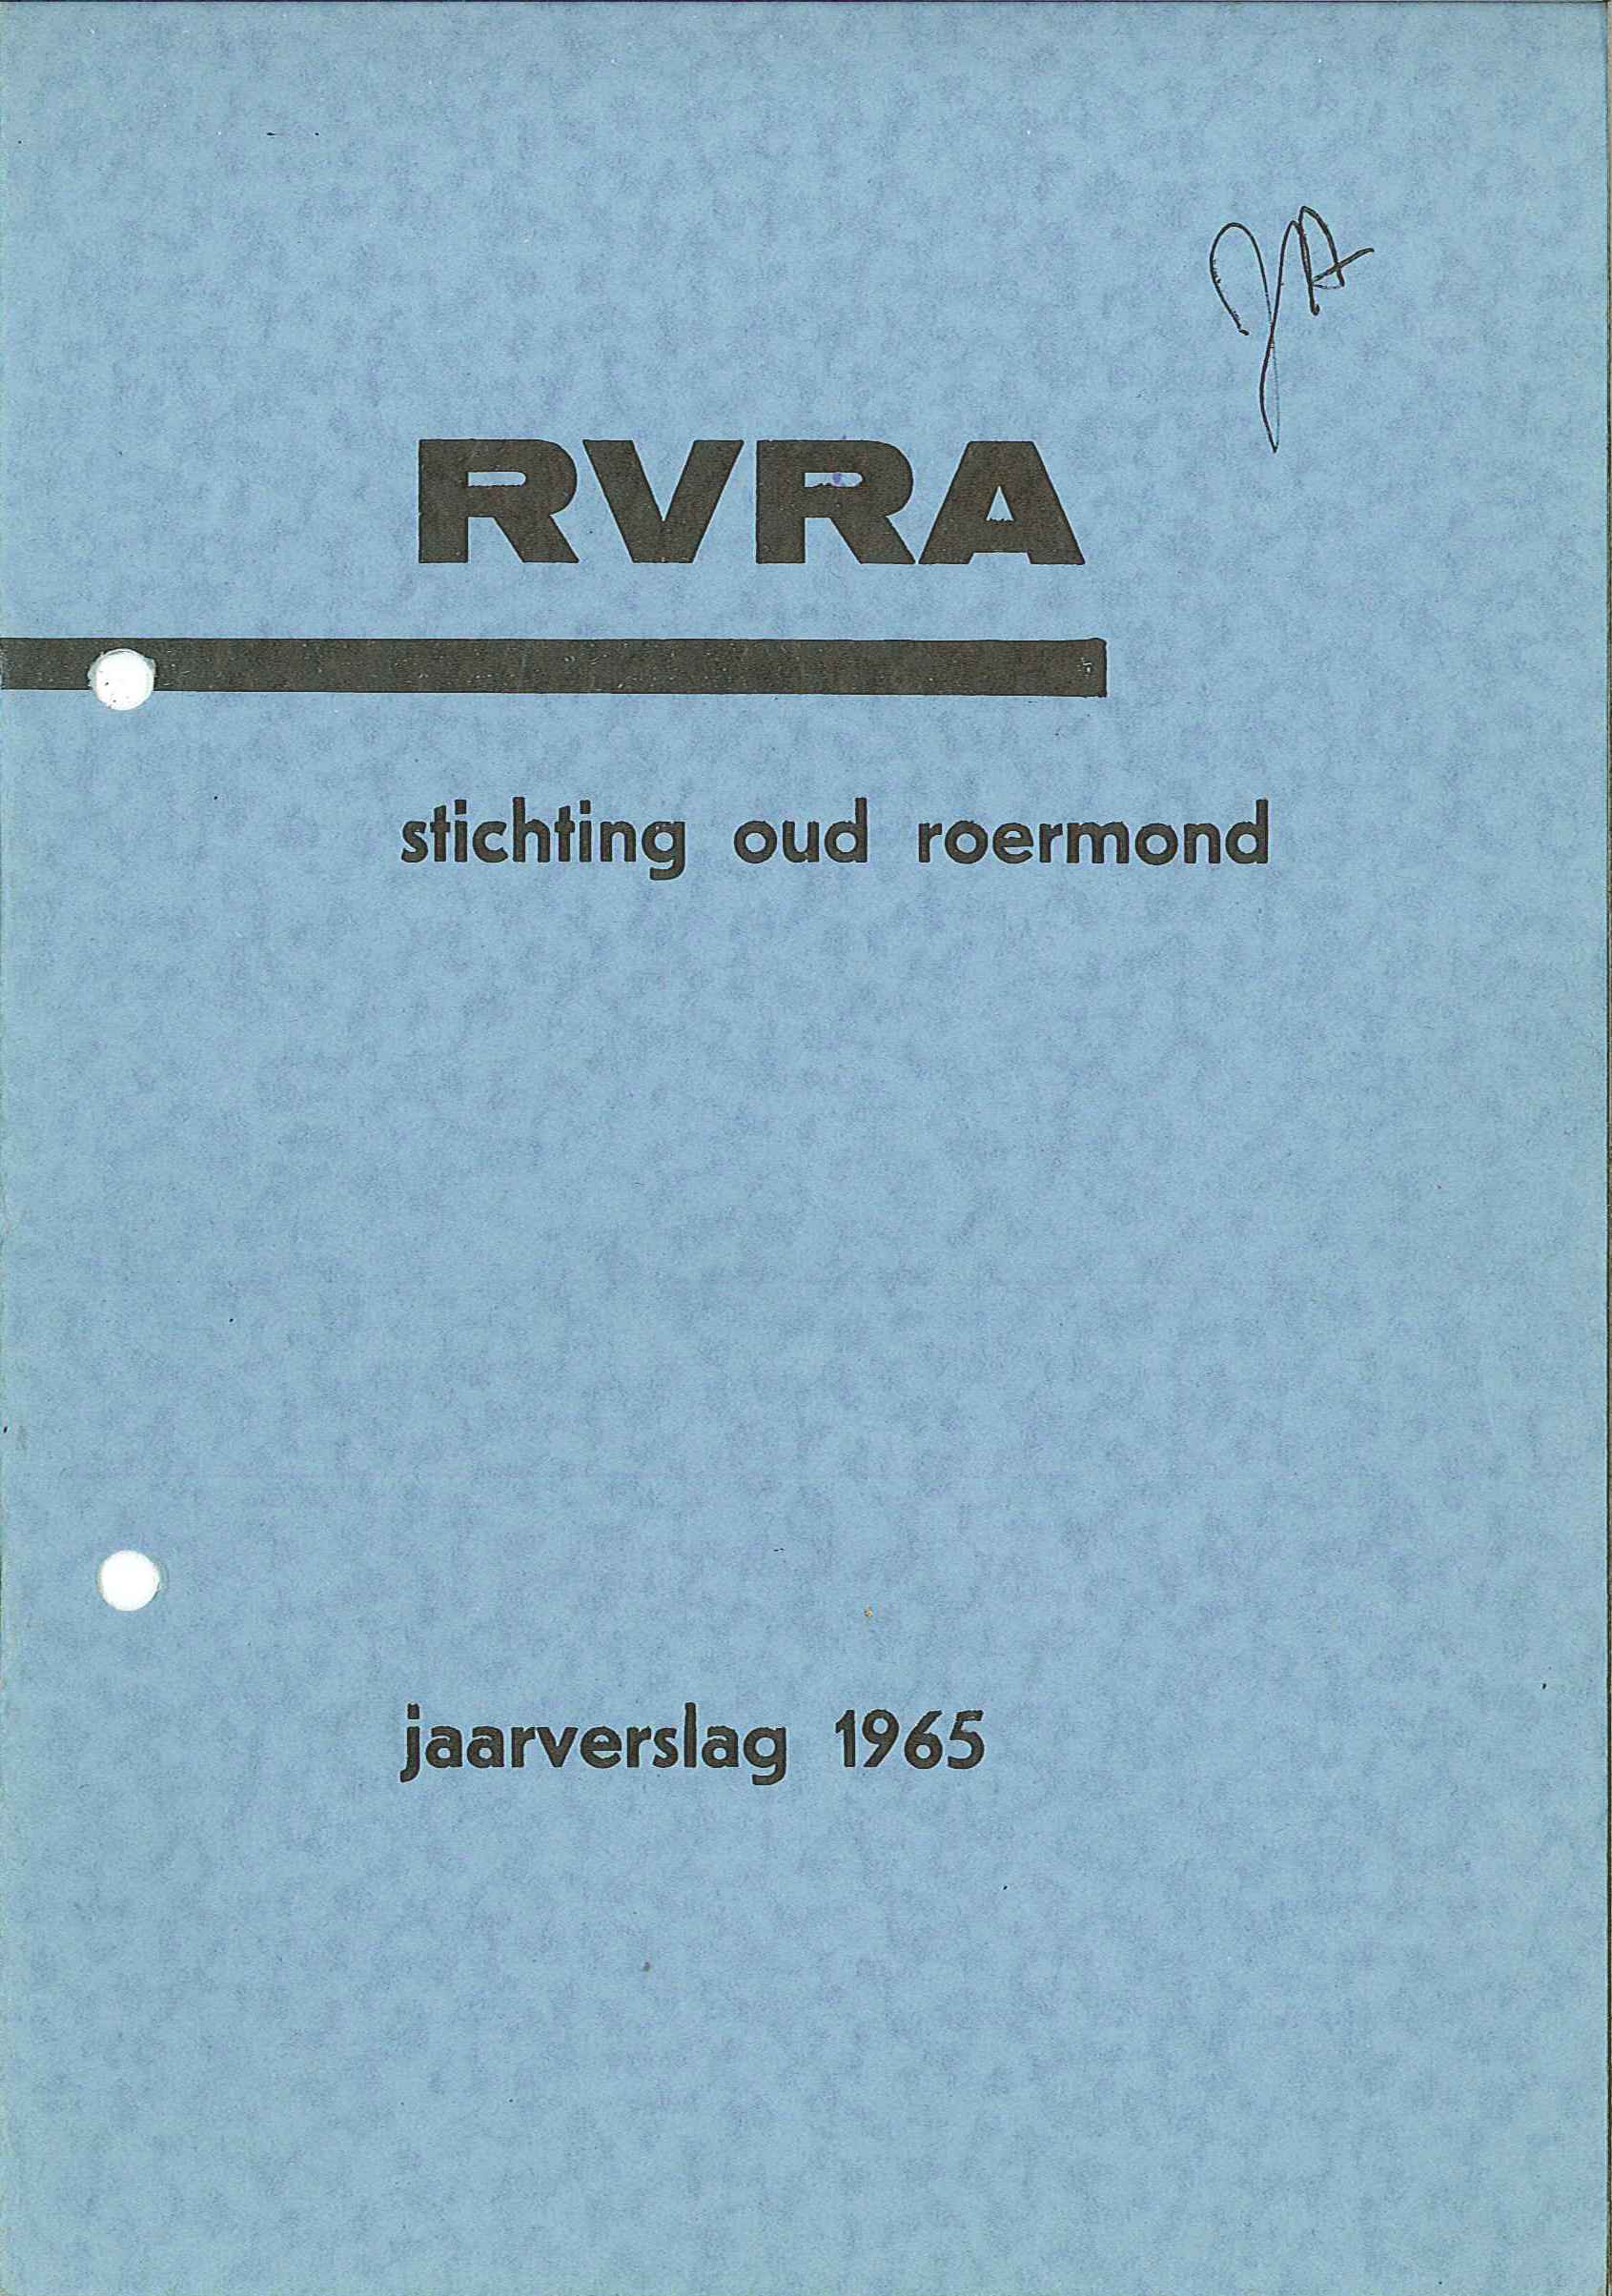 RVRA
stichting oud roermond
jaarverslag 1965